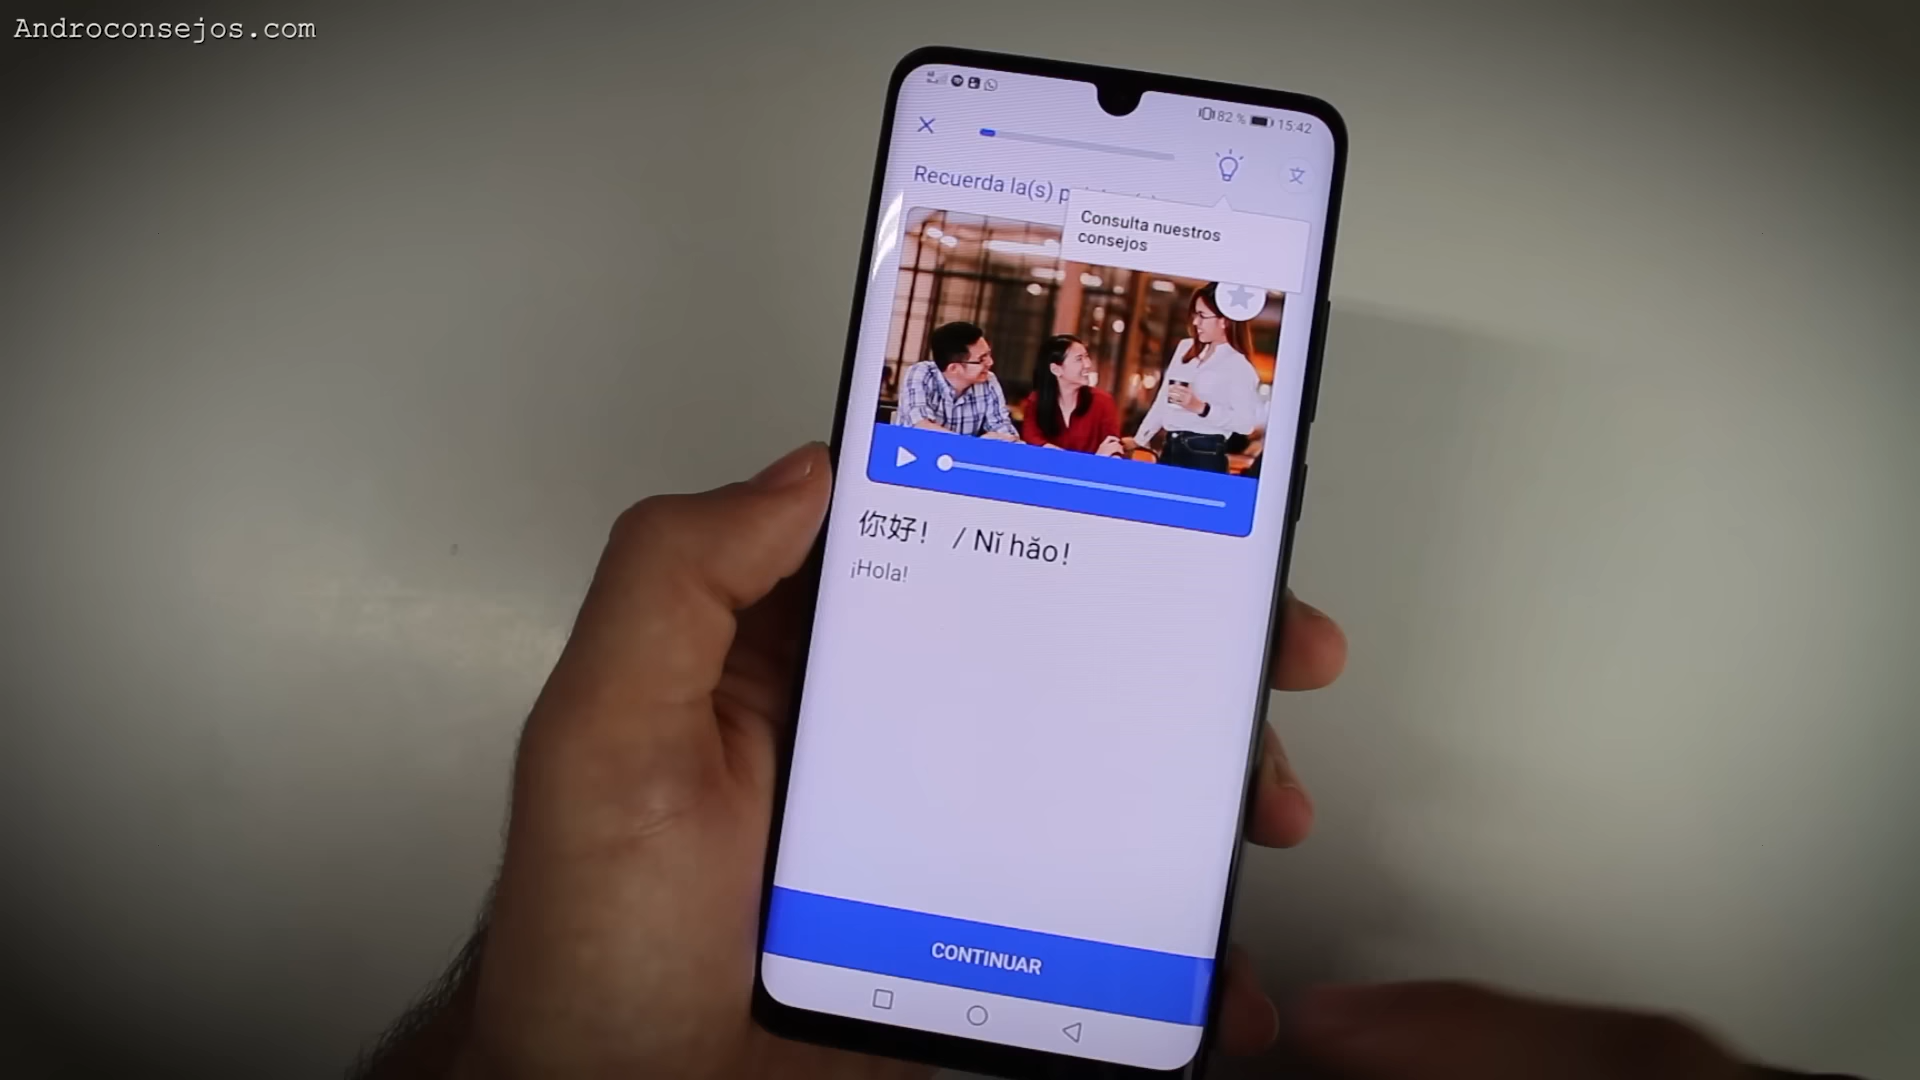 Androconsejos.com
82 % 15:42
Recuerda la(s)
Consulta nuestros
consejos
你好! / Nǐ hǎo!
¡Hola!
CONTINUAR